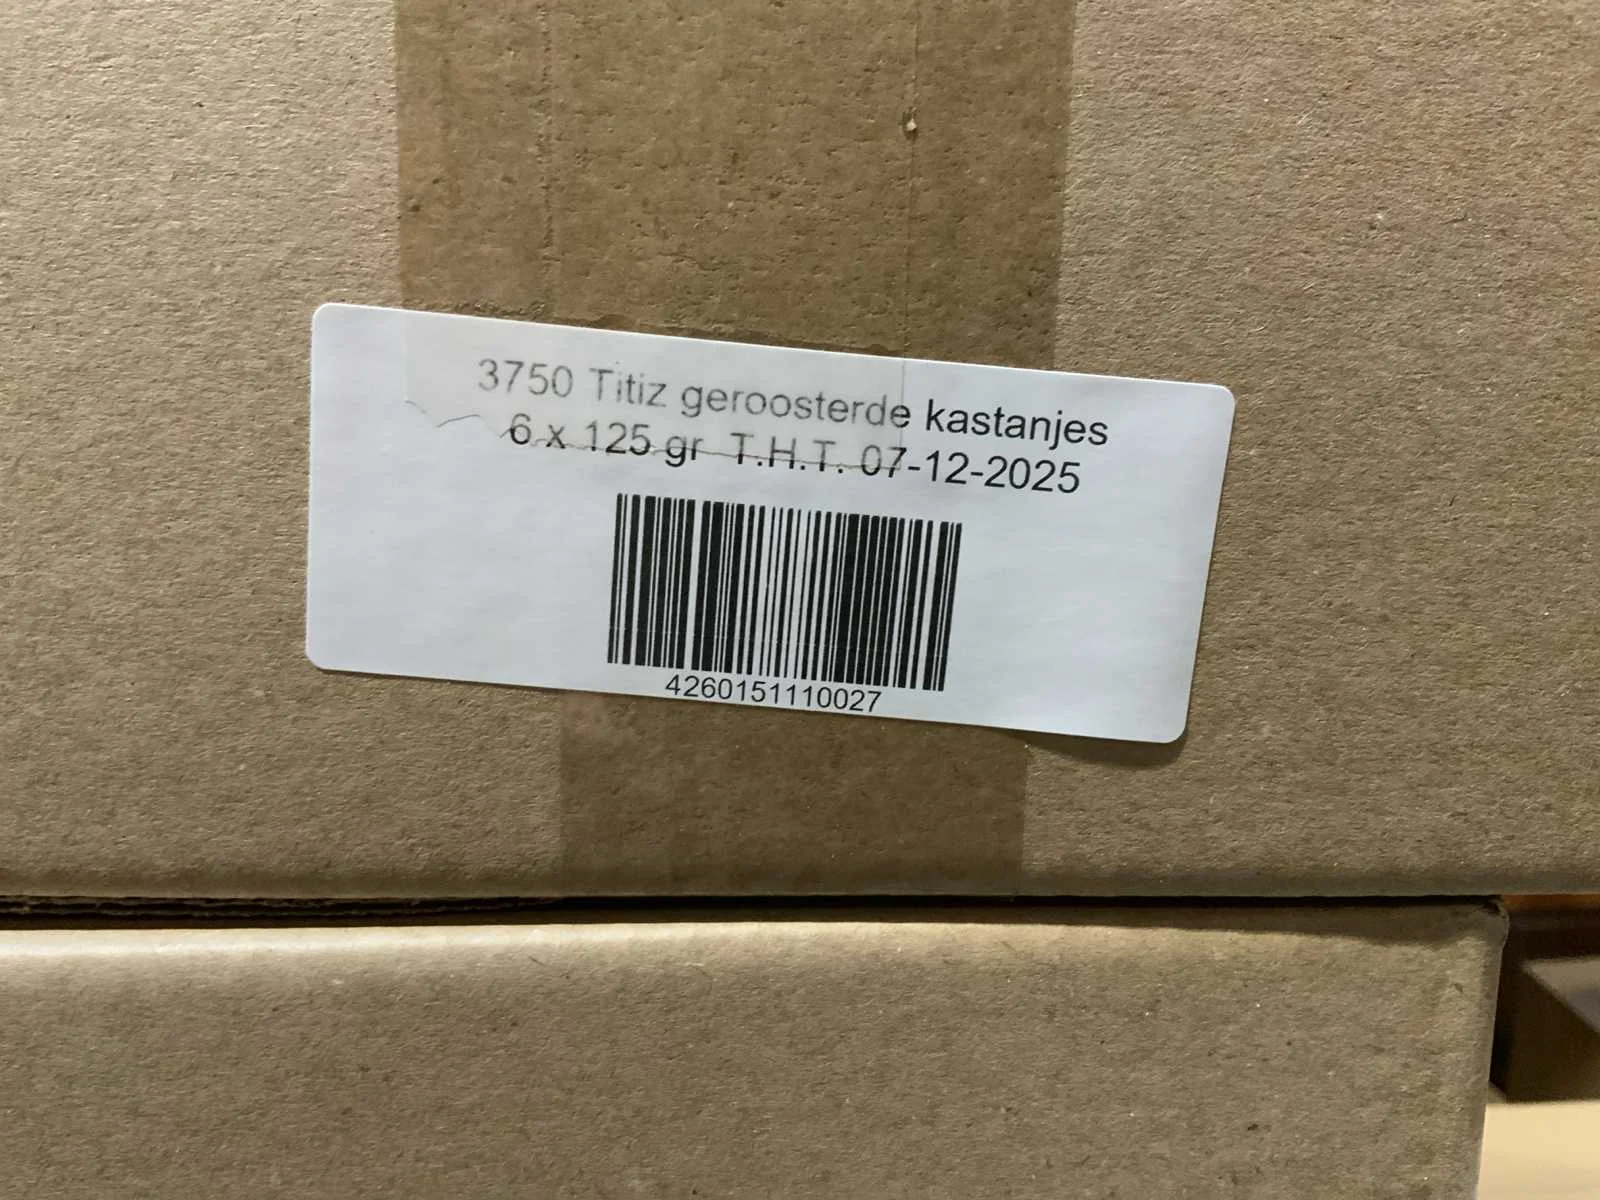 3750 Titiz geroosterde kastanjes
6 x 125 gr T.H.T. 07-12-2025
4260151110027